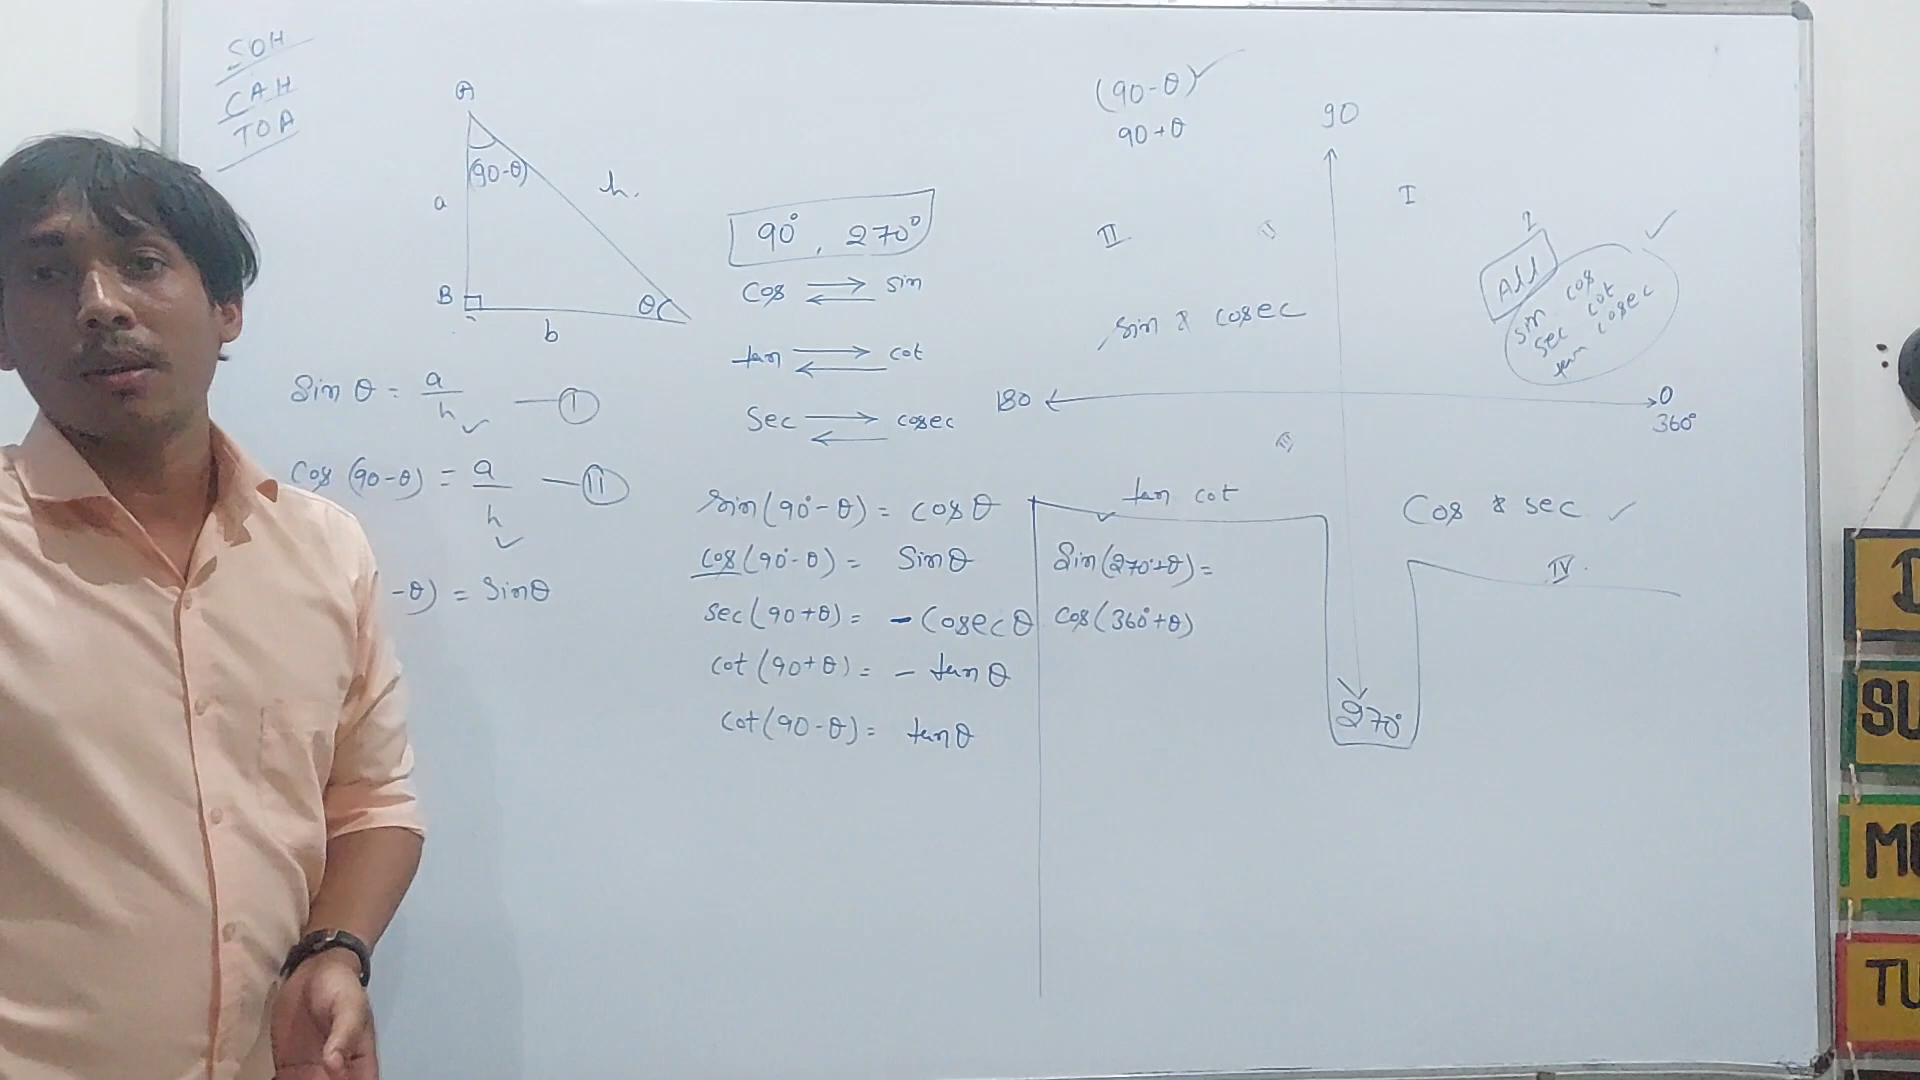 SOH
CAH
TOA
A
(90-θ)
a
h.
B
θ
b
Sin θ = a/h —(I)
Cos (90-θ) = a/h —(II)
-θ) = Sinθ
90°, 270°
Cos ⇄ sin
tan ⇄ cot
Sec ⇄ cosec
Sin(90°-θ) = cosθ
cos(90°-θ) = Sinθ
sec(90+θ) = - Cosecθ
cot(90+θ) = - tanθ
cot(90-θ) = tanθ
Sin(270°+θ) =
cos(360°+θ)
(90-θ) ✓
90+θ
90
I
II
Sin & cosec
All
sin cos
sec cot
tan cosec
180
0
360°
tan cot
Cos & sec ✓
IV.
270°
SU
TU